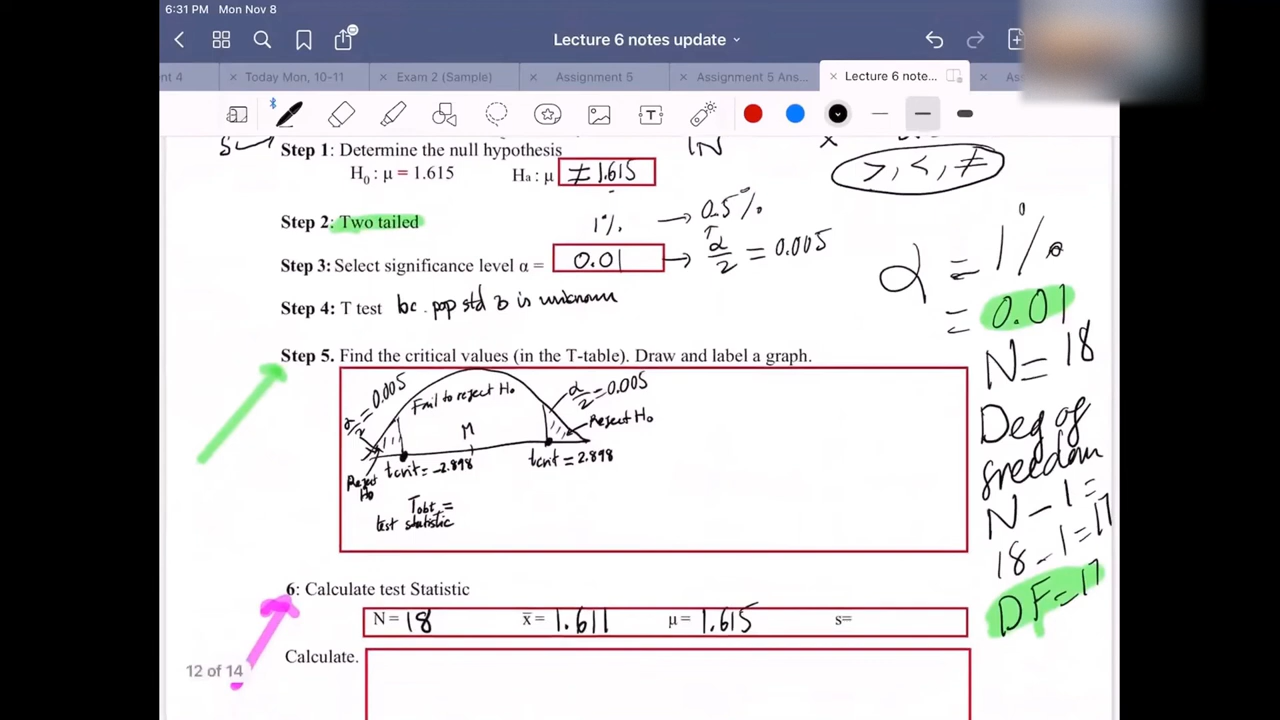 6:31 PM Mon Nov 8
Lecture 6 notes update
nt 4
Today Mon, 10-11
Exam 2 (Sample)
Assignment 5
Assignment 5 Ans...
Lecture 6 note...
As
S
IN
X
Step 1: Determine the null hypothesis
H₀ : μ = 1.615 Ha : μ ≠ 1.615
>, <, ≠
Step 2: Two tailed
1% → 0.5%
Step 3: Select significance level α = 0.01 → α/2 = 0.005
Step 4: T test bc. pop std is unknown
Step 5. Find the critical values (in the T-table). Draw and label a graph.
α/2 = 0.005
Fail to reject H₀
α/2 = 0.005
Reject H₀
M
tcrit = -2.898
tcrit = 2.898
Reject H₀
Tobt =
test statistic
6: Calculate test Statistic
N = 18 x̅ = 1.611 μ = 1.615 s=
Calculate.
12 of 14
α = 1%
= 0.01
N = 18
Deg of
freedom
N - 1 =
18 - 1 = 17
DF = 17